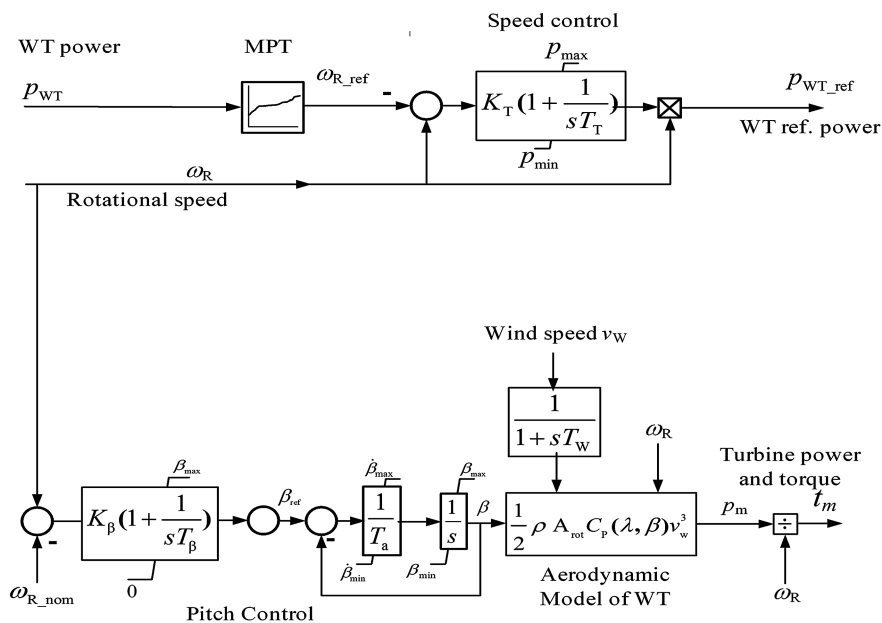 Speed control
WT power
MPT
p_WT
ω_R_ref
-
p_max
K_T(1+1/(sT_T))
p_min
p_WT_ref
WT ref. power
ω_R
Rotational speed
Wind speed v_W
1/(1+sT_W)
ω_R
Turbine power
and torque
β_max
K_β(1+1/(sT_β))
0
-
ω_R_nom
β_ref
-
β̇_max
1/T_a
β̇_min
β_max
1/s
β_min
β
1/2 ρ A_rot C_P(λ, β)v_w^3
p_m
÷
t_m
ω_R
Pitch Control
Aerodynamic
Model of WT